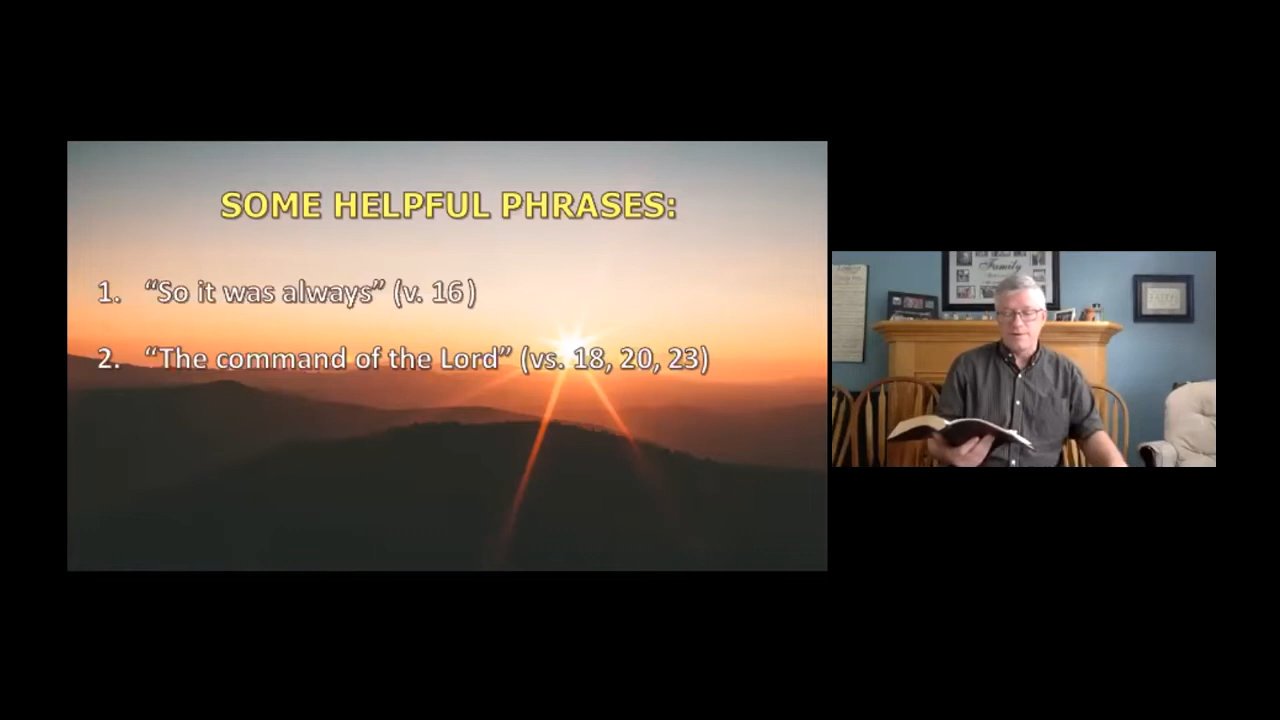 SOME HELPFUL PHRASES:
1. “So it was always” (v. 16)
2. “The command of the Lord” (vs. 18, 20, 23)
Family